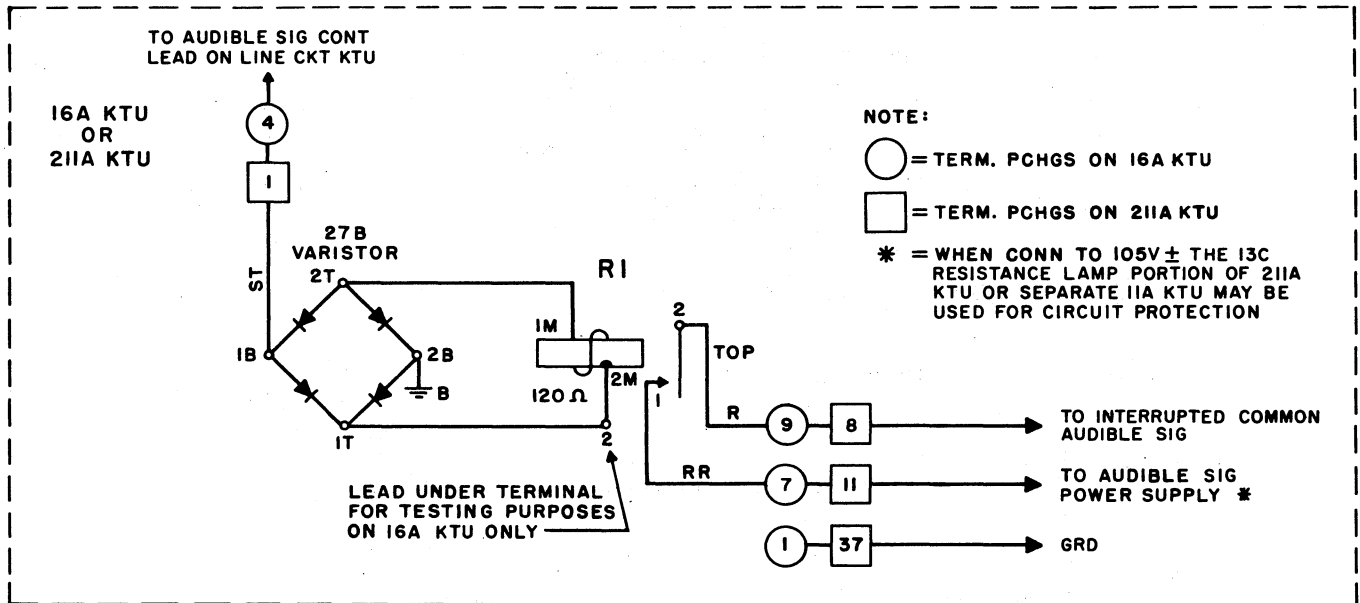 TO AUDIBLE SIG CONT
LEAD ON LINE CKT KTU
16A KTU
OR
211A KTU
4
1
ST
27B
VARISTOR
2T
1B
2B
B
1T
R1
1M
2M
120 Ω
2
LEAD UNDER TERMINAL
FOR TESTING PURPOSES
ON 16A KTU ONLY
2
TOP
1
R
9
8
TO INTERRUPTED COMMON
AUDIBLE SIG
RR
7
11
TO AUDIBLE SIG
POWER SUPPLY *
1
37
GRD
NOTE:
= TERM. PCHGS ON 16A KTU
= TERM. PCHGS ON 211A KTU
* = WHEN CONN TO 105V ± THE 13C
RESISTANCE LAMP PORTION OF 211A
KTU OR SEPARATE 11A KTU MAY BE
USED FOR CIRCUIT PROTECTION